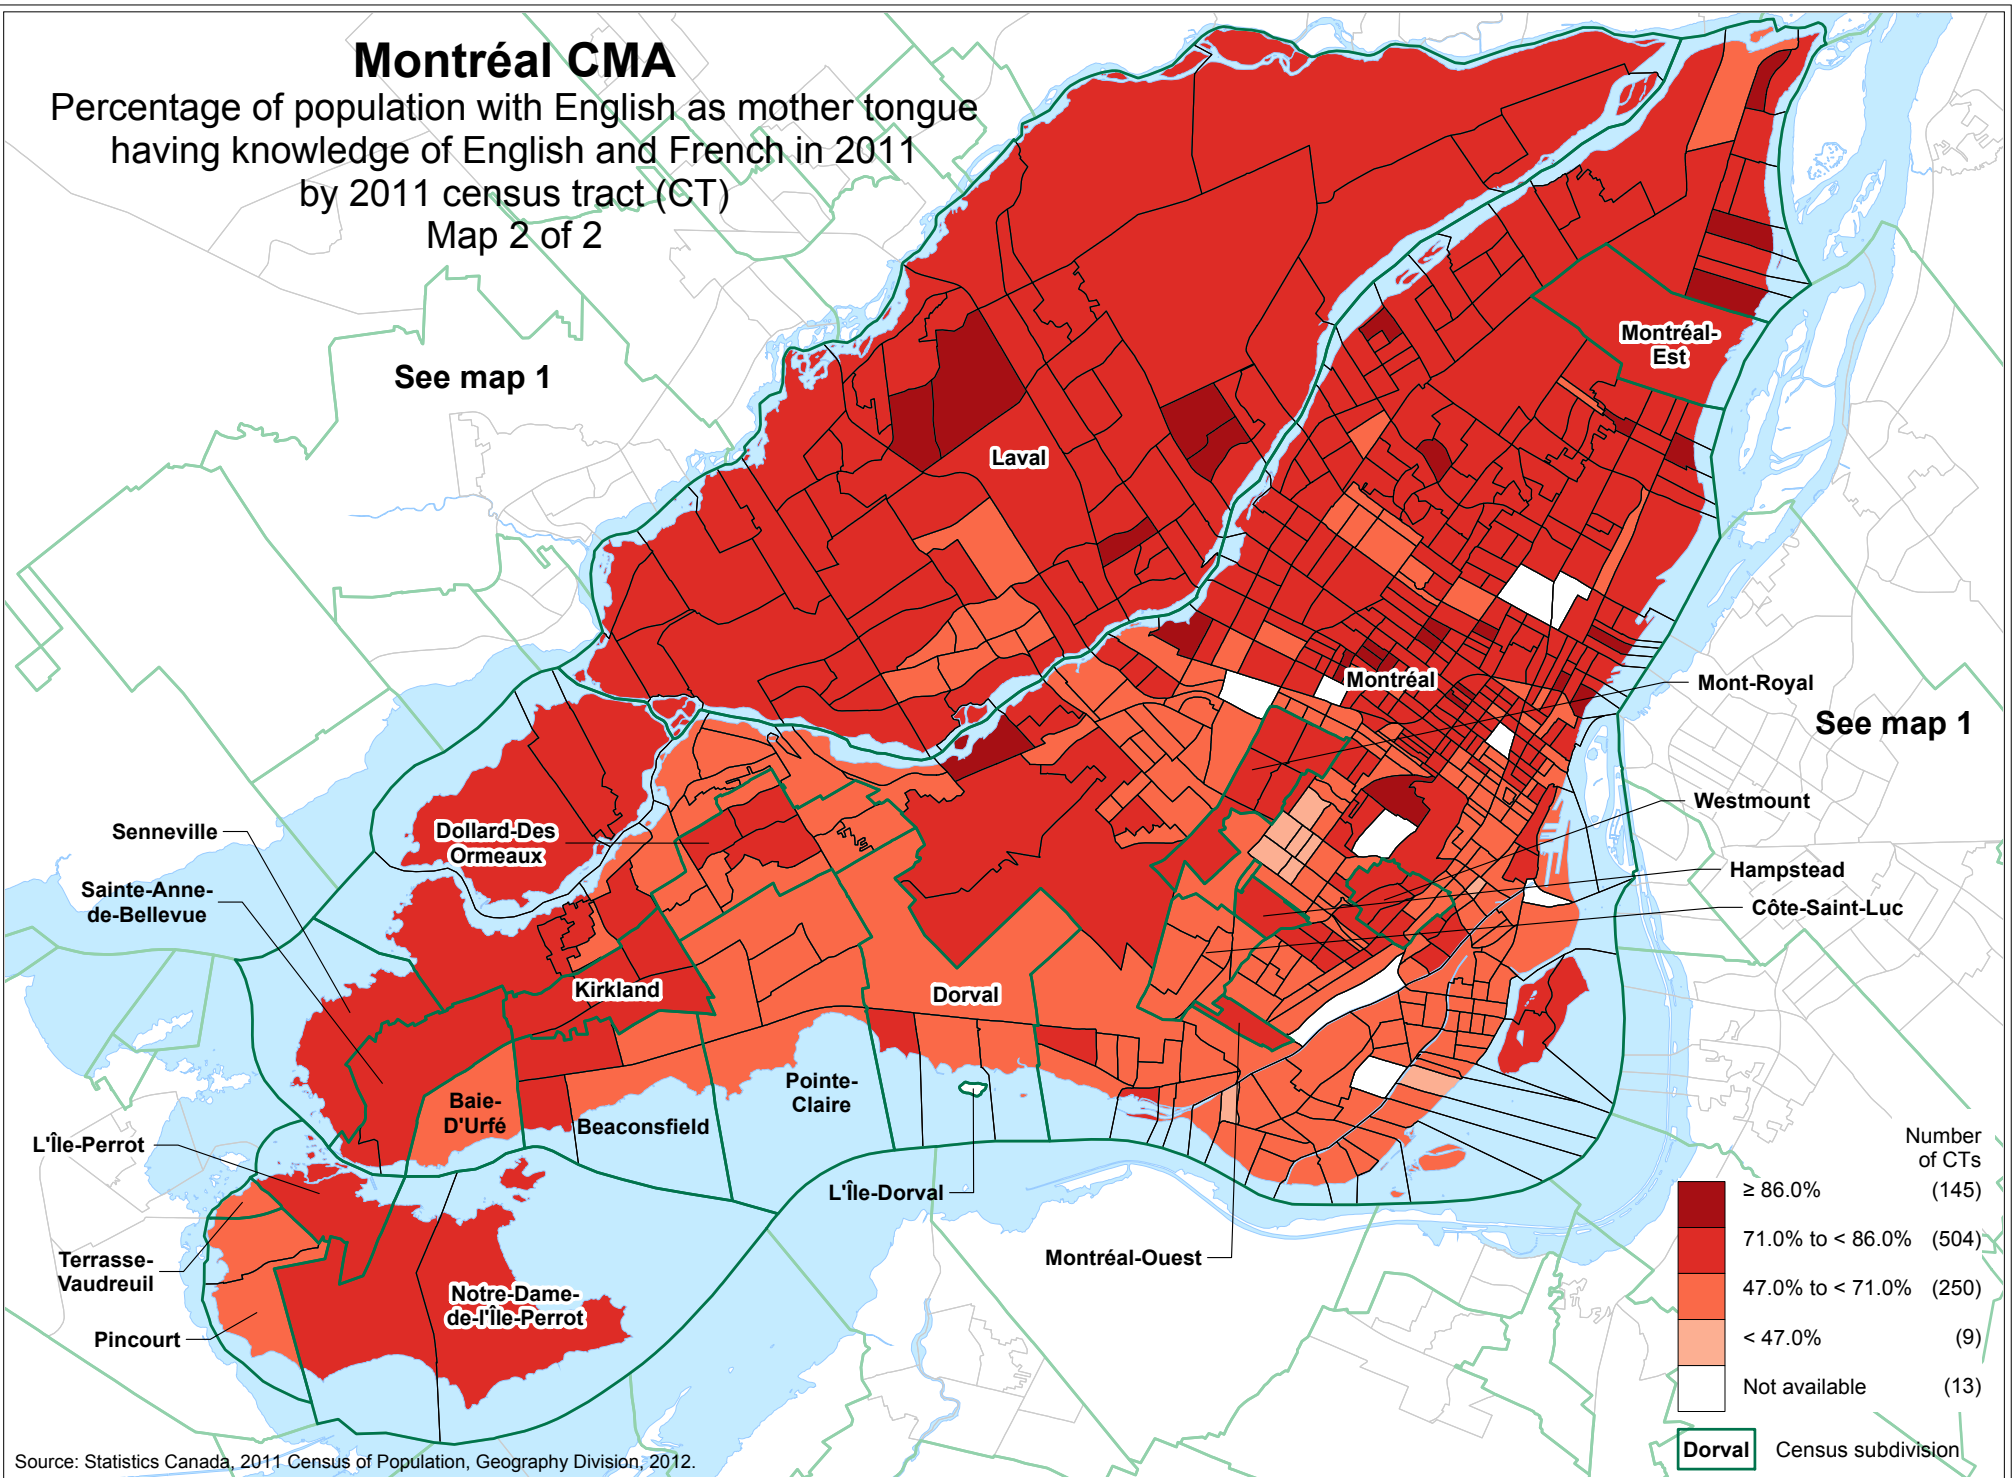 Montréal CMA
Percentage of population with English as mother tongue
having knowledge of English and French in 2011
by 2011 census tract (CT)
Map 2 of 2
See map 1
Montréal-
Est
Laval
Montréal
Mont-Royal
See map 1
Westmount
Senneville
Dollard-Des
Ormeaux
Hampstead
Sainte-Anne-
de-Bellevue
Côte-Saint-Luc
Kirkland
Dorval
Baie-
D'Urfé
Beaconsfield
Pointe-
Claire
L'Île-Perrot
L'Île-Dorval
Montréal-Ouest
Terrasse-
Vaudreuil
Notre-Dame-
de-l'Île-Perrot
Pincourt
Number
of CTs
≥ 86.0% (145)
71.0% to < 86.0% (504)
47.0% to < 71.0% (250)
< 47.0% (9)
Not available (13)
Dorval Census subdivision
Source: Statistics Canada, 2011 Census of Population, Geography Division, 2012.